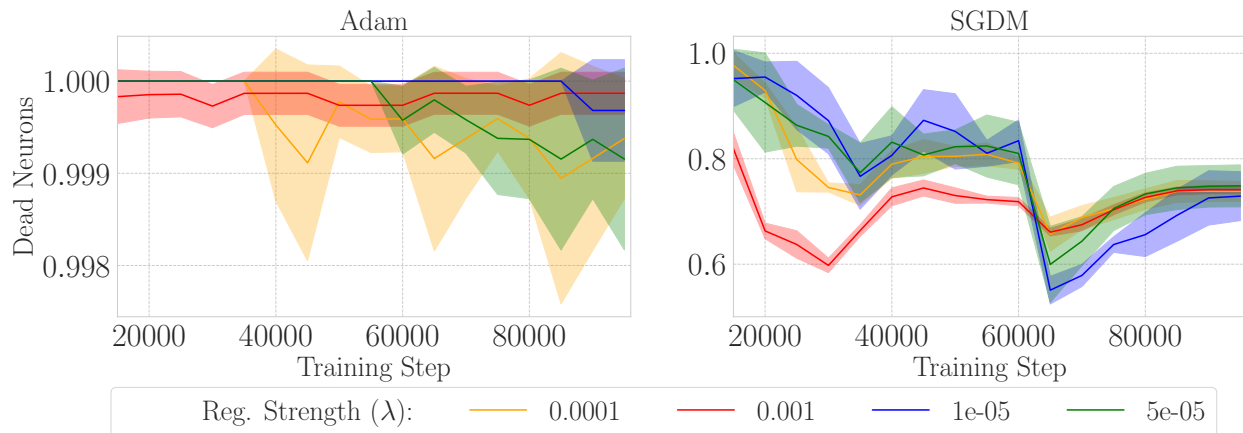 Adam
SGDM
Dead Neurons
1.000
0.999
0.998
20000 40000 60000 80000
Training Step
1.0
0.8
0.6
20000 40000 60000 80000
Training Step
Reg. Strength (λ): 0.0001 0.001 1e-05 5e-05